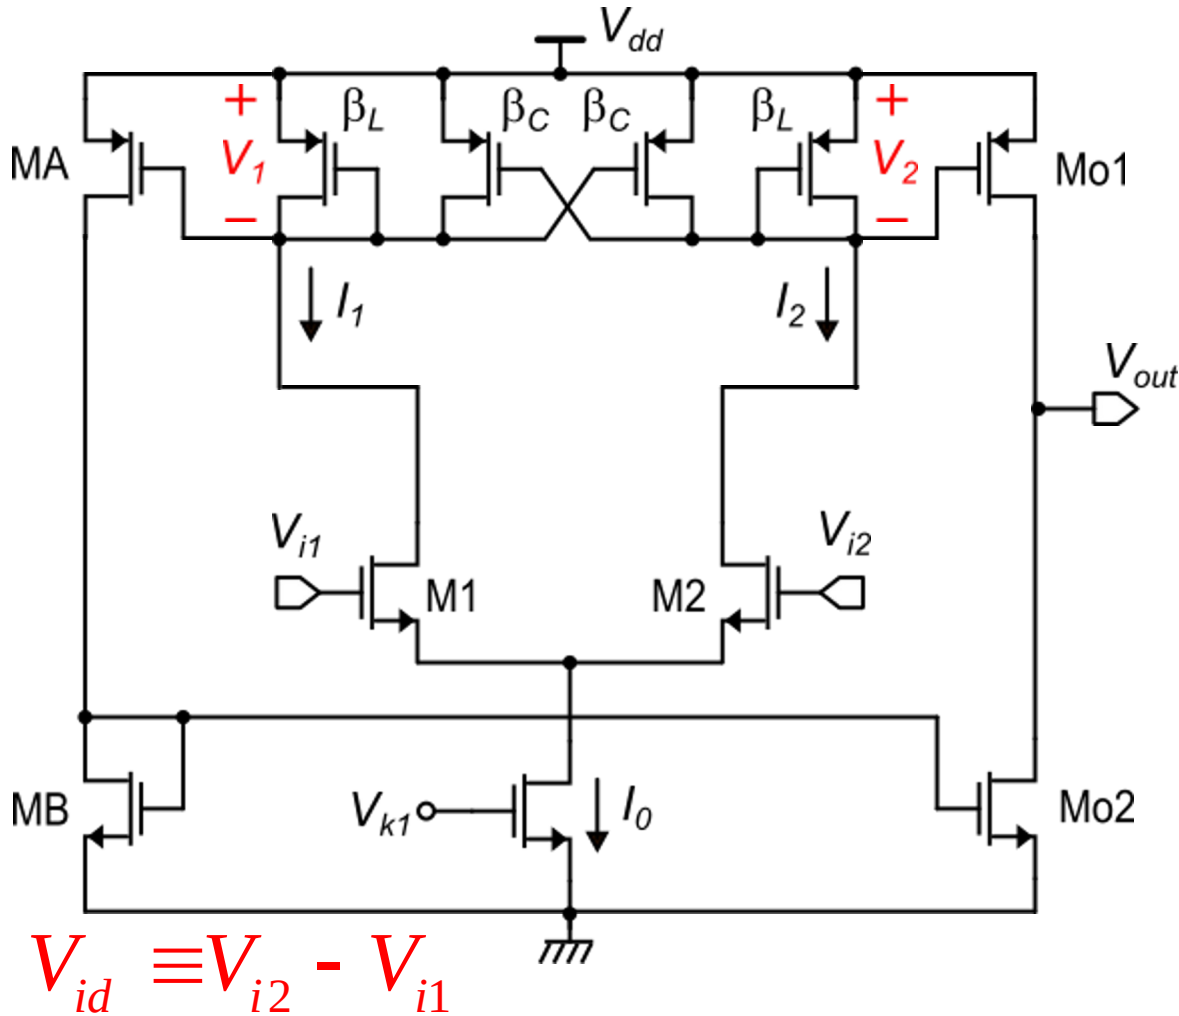 Vdd
+ βL βC βC βL +
MA V1 V2 Mo1
− −
I1 I2
Vout
Vi1 Vi2
M1 M2
MB Vk1 I0 Mo2
Vid ≡ Vi2 - Vi1